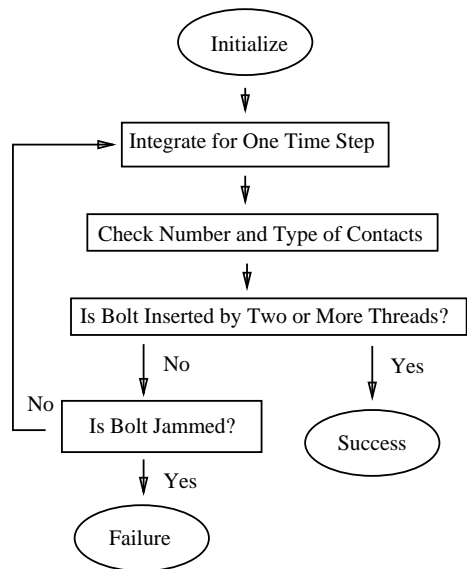 Initialize
Integrate for One Time Step
Check Number and Type of Contacts
Is Bolt Inserted by Two or More Threads?
No
Yes
No
Is Bolt Jammed?
Success
Yes
Failure